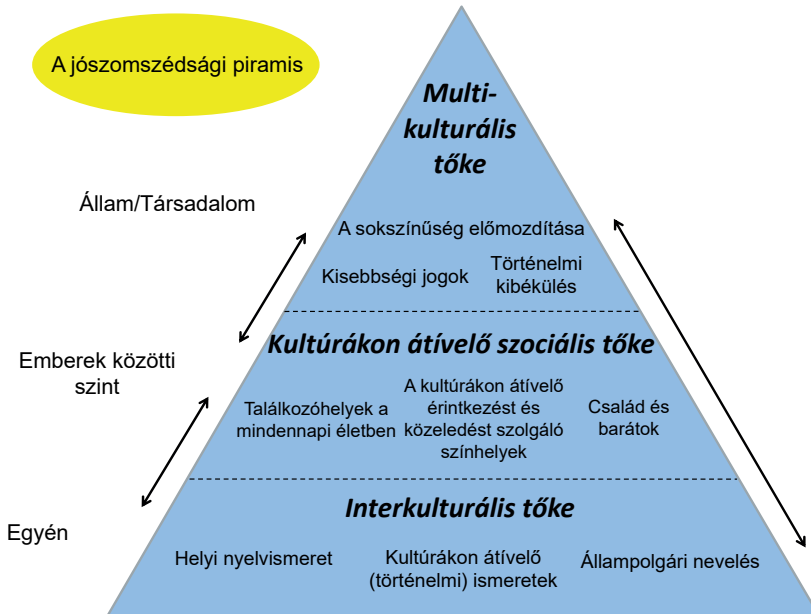 A jószomszédsági piramis
Multi-
kulturális
tőke
Állam/Társadalom
A sokszínűség előmozdítása
Kisebbségi jogok
Történelmi
kibékülés
Emberek közötti
szint
Kultúrákon átívelő szociális tőke
Találkozóhelyek a
mindennapi életben
A kultúrákon átívelő
érintkezést és
közeledést szolgáló
színhelyek
Család és
barátok
Egyén
Interkulturális tőke
Helyi nyelvismeret
Kultúrákon átívelő
(történelmi) ismeretek
Állampolgári nevelés